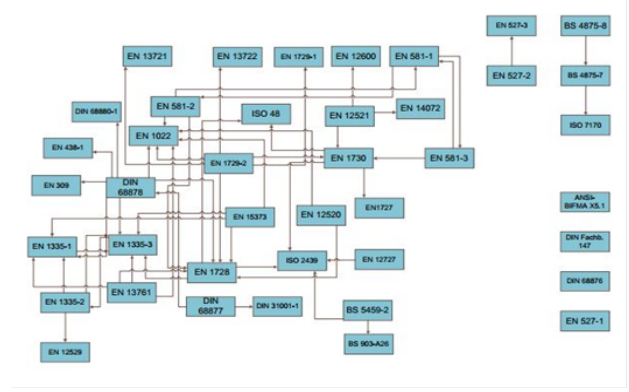 EN 527-3
BS 4875-8
EN 13721
EN 13722
EN 1729-1
EN 12600
EN 581-1
EN 527-2
BS 4875-7
EN 581-2
DIN 68880-1
ISO 48
EN 12521
EN 14072
ISO 7170
EN 1022
EN 438-1
EN 1729-2
EN 1730
EN 581-3
EN 309
DIN
68878
EN1727
ANSI-
BIFMA X5.1
EN 15373
EN 12520
EN 1335-1
EN 1335-3
DIN Fachb.
147
ISO 2439
EN 12727
EN 1728
DIN 68876
EN 13761
EN 1335-2
DIN
68877
DIN 31001-1
BS 5459-2
EN 527-1
EN 12529
BS 903-A26